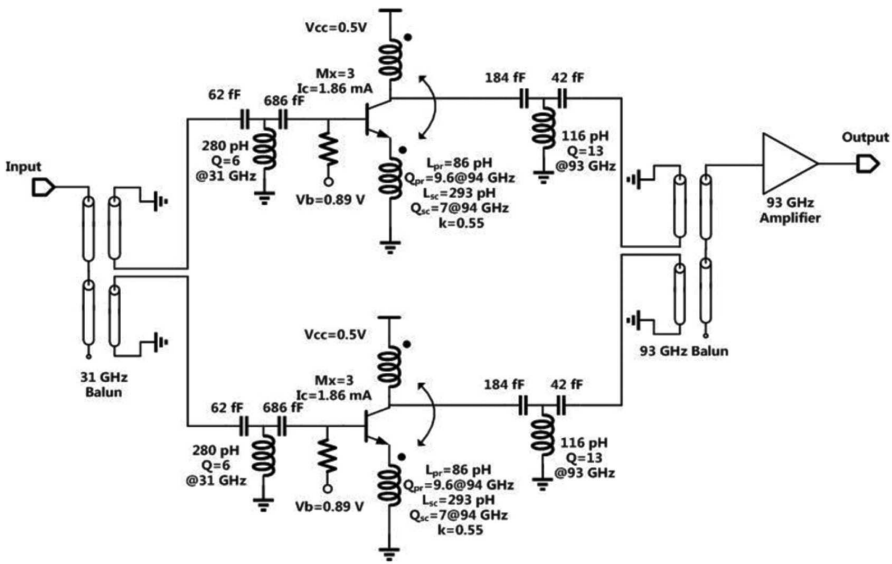 Vcc=0.5V
Mx=3
Ic=1.86 mA
62 fF
686 fF
280 pH
Q=6
@31 GHz
Vb=0.89 V
Lpr=86 pH
Qpr=9.6@94 GHz
Lsc=293 pH
Qsc=7@94 GHz
k=0.55
184 fF
42 fF
116 pH
Q=13
@93 GHz
Input
31 GHz
Balun
93 GHz
Amplifier
Output
93 GHz Balun
Vcc=0.5V
Mx=3
Ic=1.86 mA
62 fF
686 fF
280 pH
Q=6
@31 GHz
Vb=0.89 V
Lpr=86 pH
Qpr=9.6@94 GHz
Lsc=293 pH
Qsc=7@94 GHz
k=0.55
184 fF
42 fF
116 pH
Q=13
@93 GHz